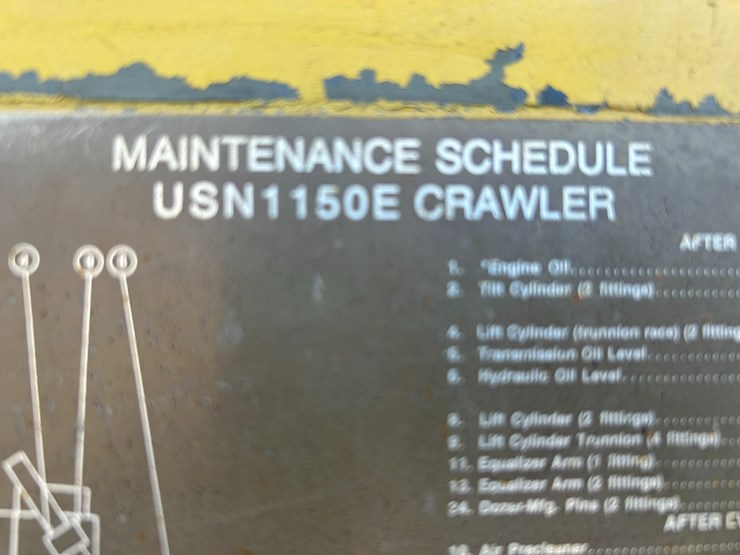 MAINTENANCE SCHEDULE
USN1150E CRAWLER
AFTER
1. *Engine Oil
2. Tilt Cylinder (2 fittings)
4. Lift Cylinder (trunnion race) (2 fitting
5. Transmission Oil Level
6. Hydraulic Oil Level
8. Lift Cylinder (2 fittings)
9. Lift Cylinder Trunnion (4 fittings)
11. Equalizer Arm (1 fitting)
13. Equalizer Arm (2 fittings)
24. Dozer-Mfg. Pins (2 fittings)
AFTER EV
Air Precleaner